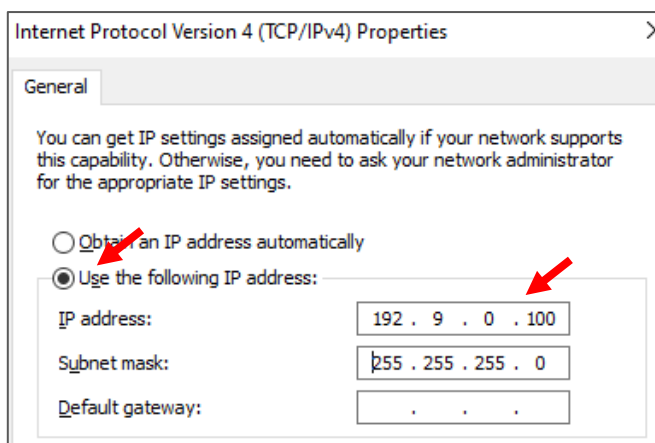 Internet Protocol Version 4 (TCP/IPv4) Properties
General
You can get IP settings assigned automatically if your network supports
this capability. Otherwise, you need to ask your network administrator
for the appropriate IP settings.
Obtain an IP address automatically
Use the following IP address:
IP address: 192 . 9 . 0 . 100
Subnet mask: 255 . 255 . 255 . 0
Default gateway: . . .